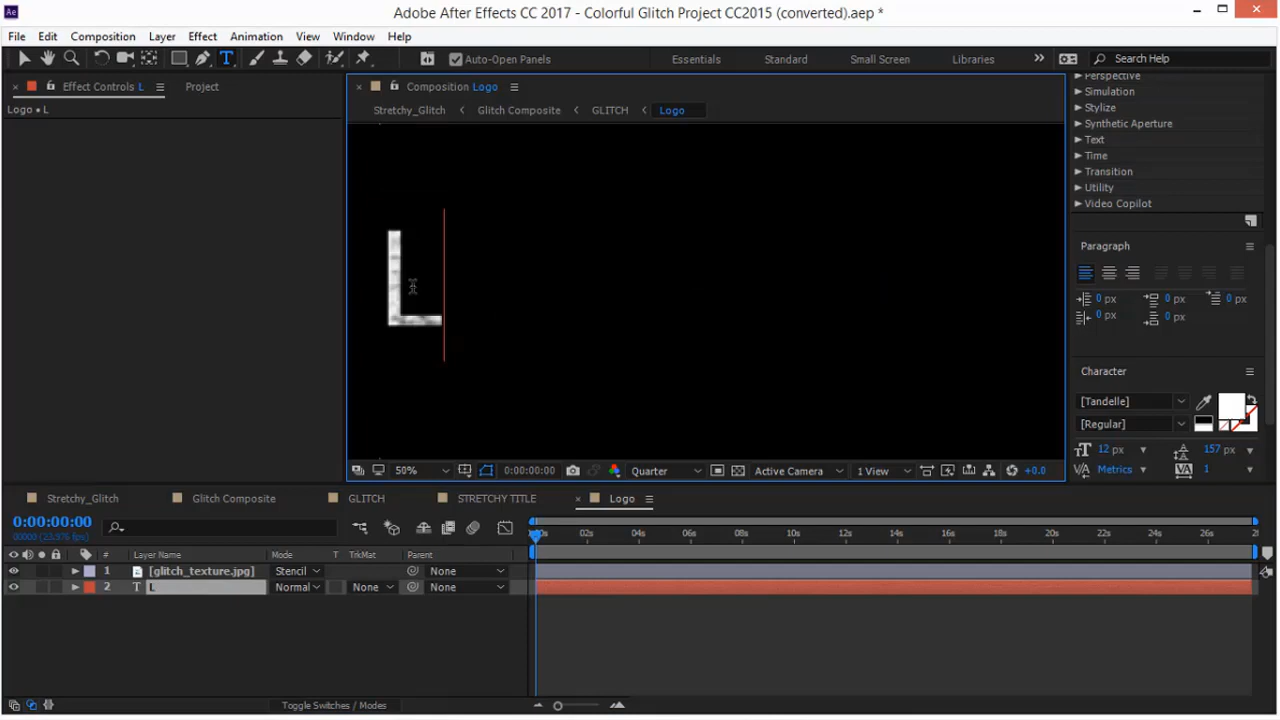 Ae Adobe After Effects CC 2017 - Colorful Glitch Project CC2015 (converted).aep *
File Edit Composition Layer Effect Animation View Window Help
T Auto-Open Panels Essentials Standard Small Screen Libraries >> Search Help
× Effect Controls L Project
× Composition Logo
Logo • L
Stretchy_Glitch < Glitch Composite < GLITCH < Logo
L
Perspective
Simulation
Stylize
Synthetic Aperture
Text
Time
Transition
Utility
Video Copilot
Paragraph
0 px 0 px 0 px
0 px 0 px
Character
[Tandelle]
[Regular]
12 px 157 px
Metrics 1
50% 0:00:00:00 Quarter Active Camera 1 View +0.0
Stretchy_Glitch Glitch Composite GLITCH STRETCHY TITLE × Logo
0:00:00:00
00000 (23.976 fps)
02s 04s 06s 08s 10s 12s 14s 16s 18s 20s 22s 24s 26s
# Layer Name Mode T TrkMat Parent
1 [glitch_texture.jpg] Stencil None
2 T L Normal None None
Toggle Switches / Modes